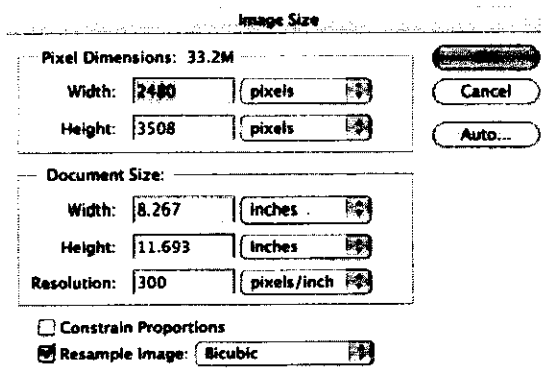 Image Size
Pixel Dimensions: 33.2M
Width: 2480 pixels
Cancel
Height: 3508 pixels
Auto...
Document Size:
Width: 8.267 inches
Height: 11.693 inches
Resolution: 300 pixels/inch
Constrain Proportions
Resample Image: Bicubic